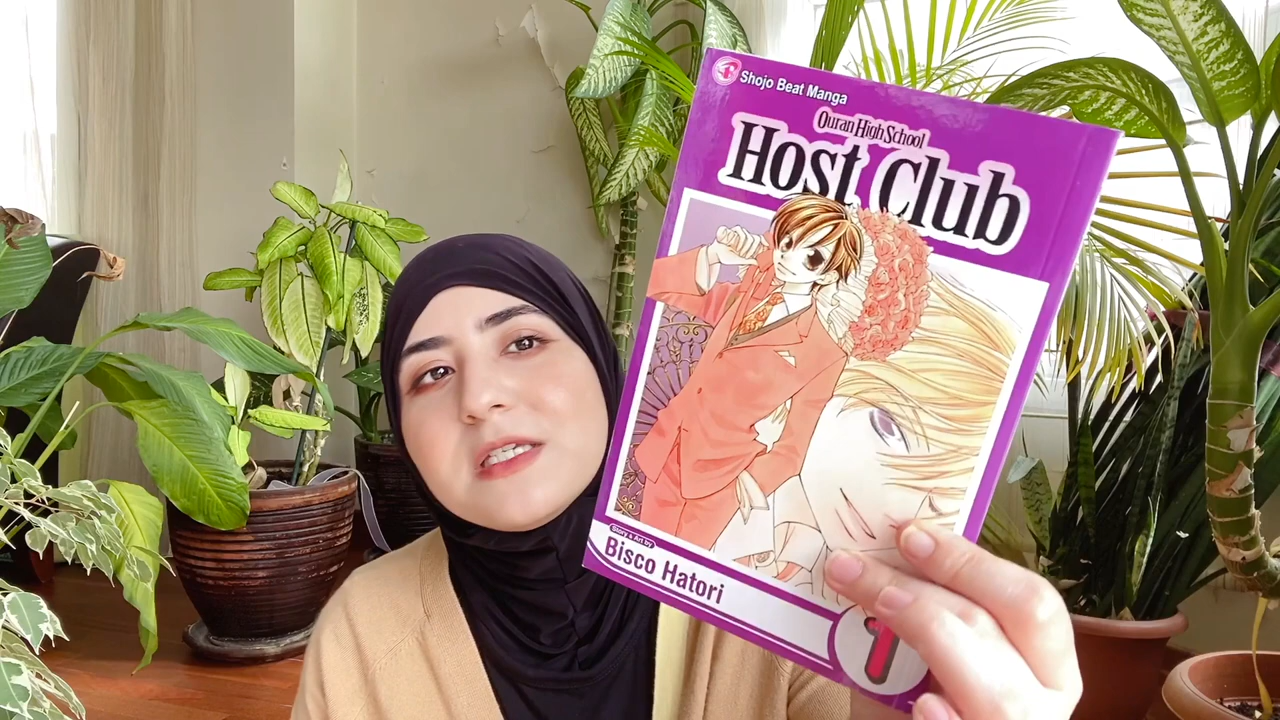 Shojo Beat Manga
Ouran High School
Host Club
Story & Art by
Bisco Hatori
1